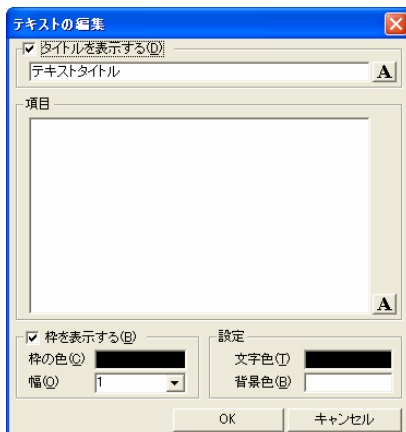 テキストの編集
タイトルを表示する(D)
テキストタイトル
A
項目
A
枠を表示する(B)
枠の色(C)
幅(O)
1
設定
文字色(T)
背景色(B)
OK
キャンセル